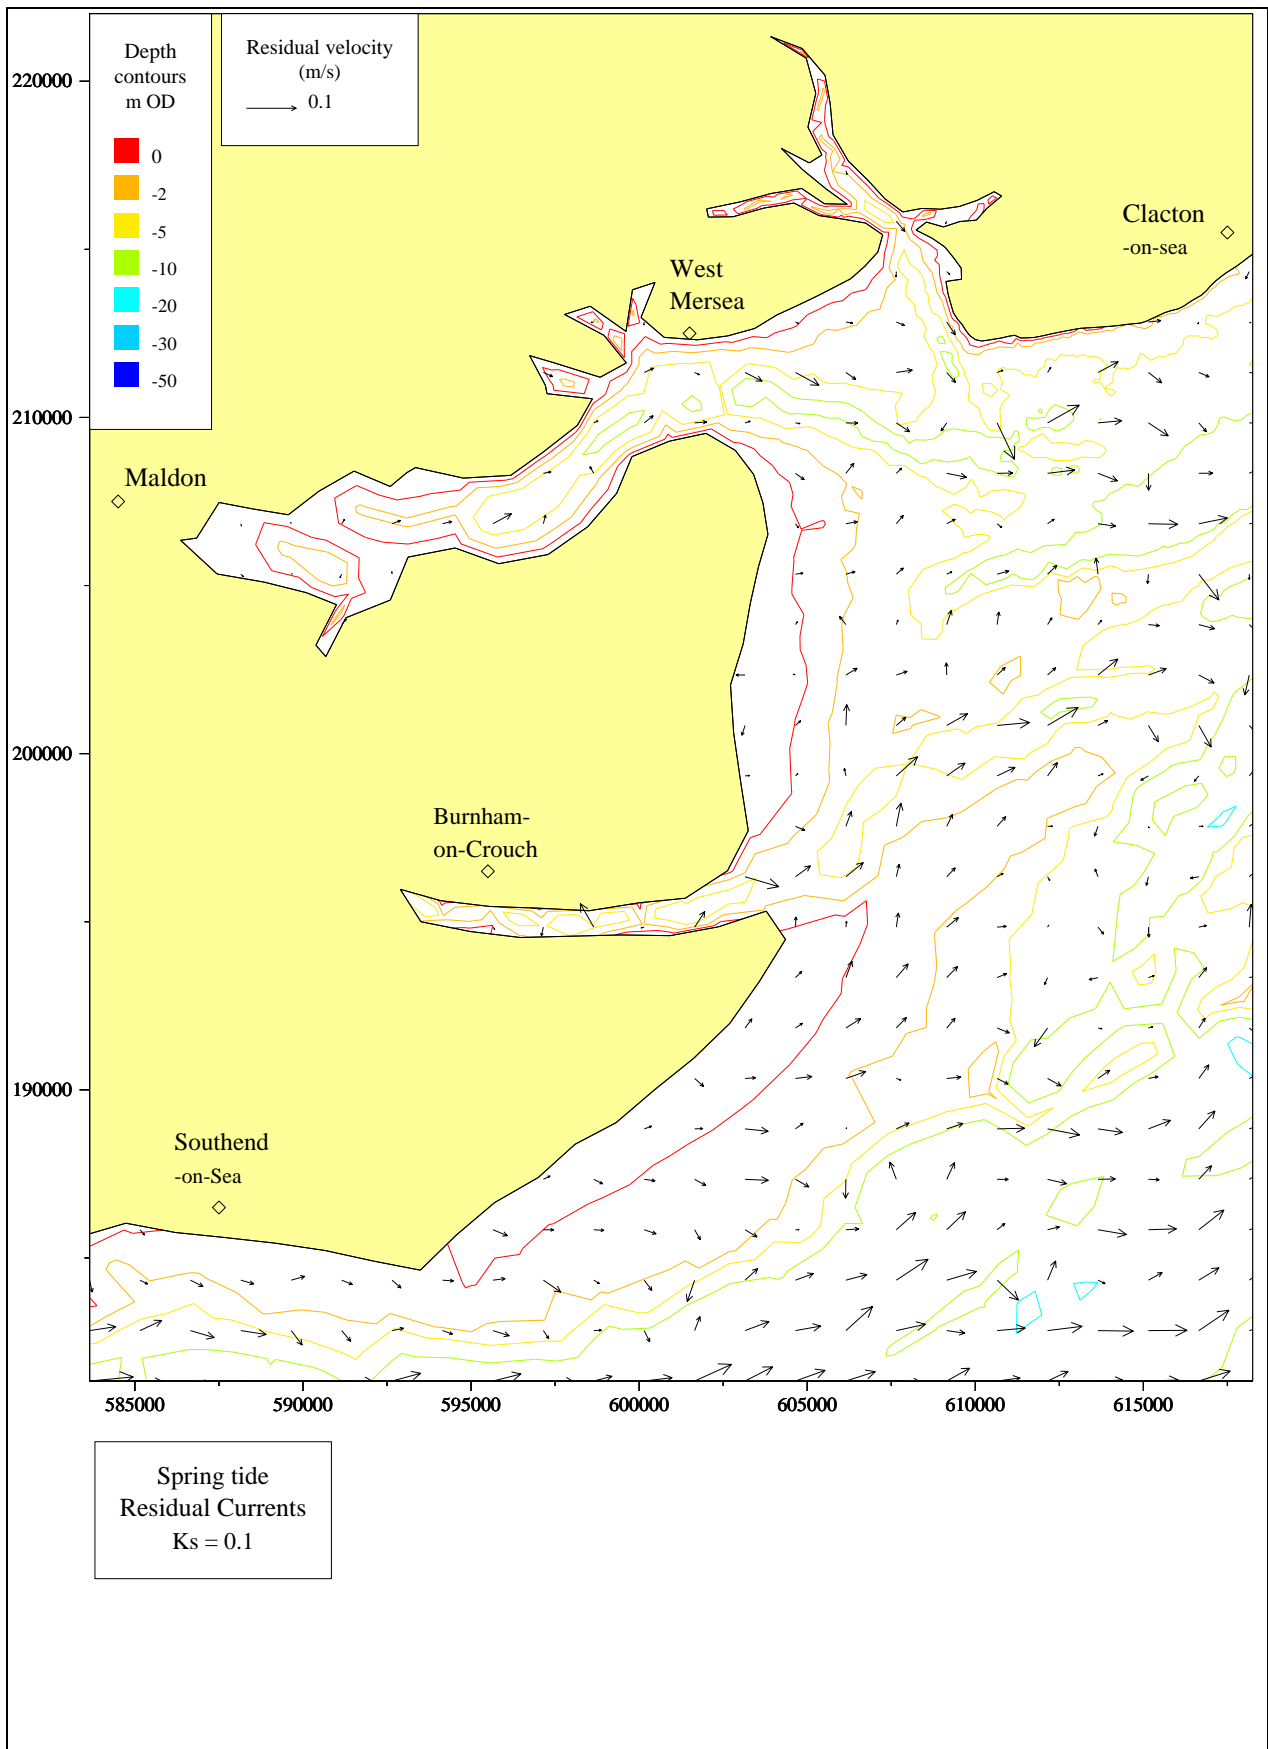 Depth
contours
m OD
0
-2
-5
-10
-20
-30
-50
Residual velocity
(m/s)
0.1
220000
210000
200000
190000
Clacton
-on-sea
West
Mersea
Maldon
Burnham-
on-Crouch
Southend
-on-Sea
585000 590000 595000 600000 605000 610000 615000
Spring tide
Residual Currents
Ks = 0.1